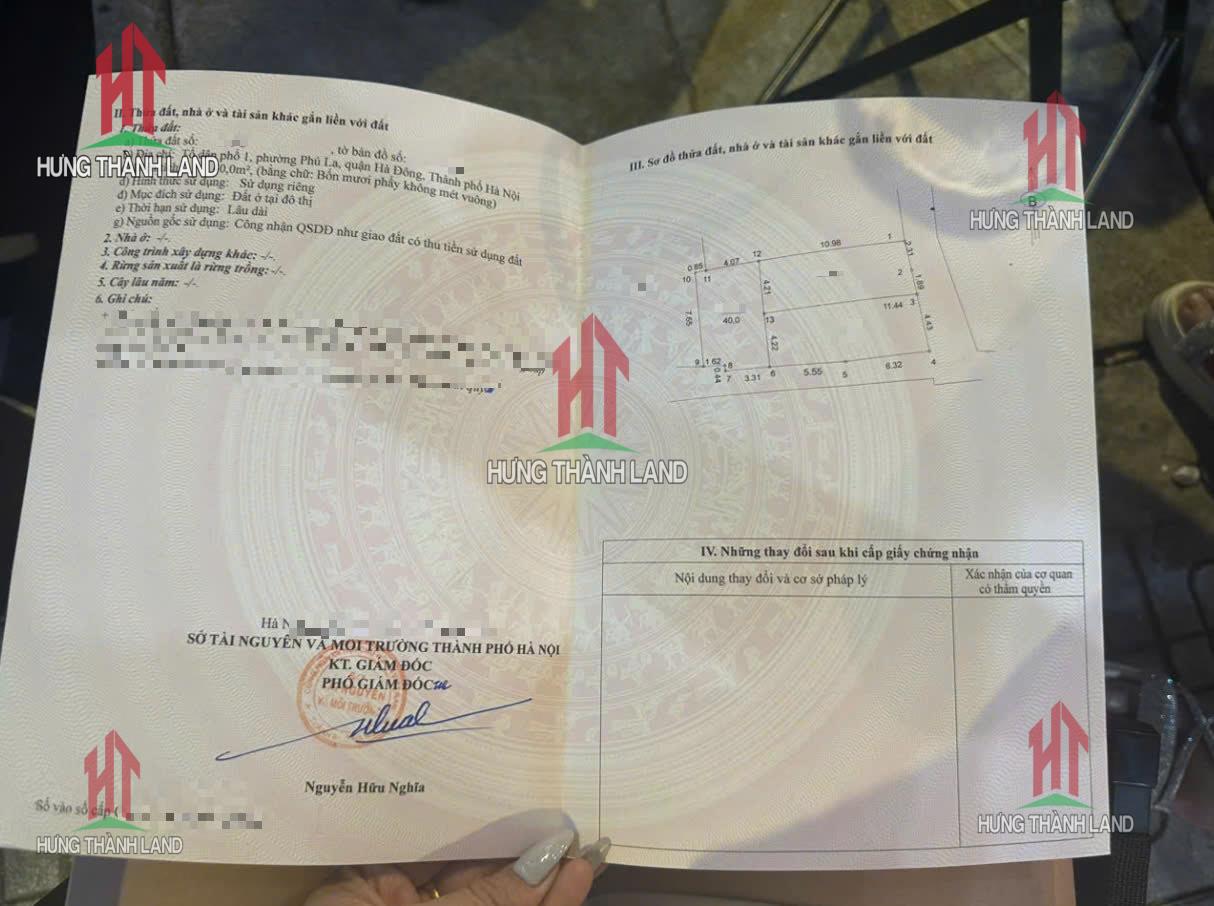 II. Thửa đất, nhà ở và tài sản khác gắn liền với đất
1. Thửa đất:
a) Thửa đất số: , tờ bản đồ số:
b) Địa chỉ: Tổ dân phố 1, phường Phú La, quận Hà Đông, Thành phố Hà Nội
0,0m², (bằng chữ: Bốn mươi phẩy không mét vuông)
d) Hình thức sử dụng: Sử dụng riêng
đ) Mục đích sử dụng: Đất ở tại đô thị
e) Thời hạn sử dụng: Lâu dài
g) Nguồn gốc sử dụng: Công nhận QSDĐ như giao đất có thu tiền sử dụng đất
2. Nhà ở: -/-.
3. Công trình xây dựng khác: -/-.
4. Rừng sản xuất là rừng trồng: -/-.
5. Cây lâu năm: -/-.
6. Ghi chú:
+
Hà N
SỞ TÀI NGUYÊN VÀ MÔI TRƯỜNG THÀNH PHỐ HÀ NỘI
KT. GIÁM ĐỐC
PHÓ GIÁM ĐỐC
Nguyễn Hữu Nghĩa
Số vào sổ cấp
III. Sơ đồ thửa đất, nhà ở và tài sản khác gắn liền với đất
B
10.98
1
2.31
12
4.07
0.85
10
11
2
1.89
4.21
11.44
3
7.65
40,0
13
4.43
4.22
9
1.62
8
0.44
7
3.31
6
5.55
5
6.32
4
IV. Những thay đổi sau khi cấp giấy chứng nhận
Nội dung thay đổi và cơ sở pháp lý
Xác nhận của cơ quan
có thẩm quyền
HƯNG THÀNH LAND
HƯNG THÀNH LAND
HƯNG THÀNH LAND
HƯNG THÀNH LAND
HƯNG THÀNH LAND